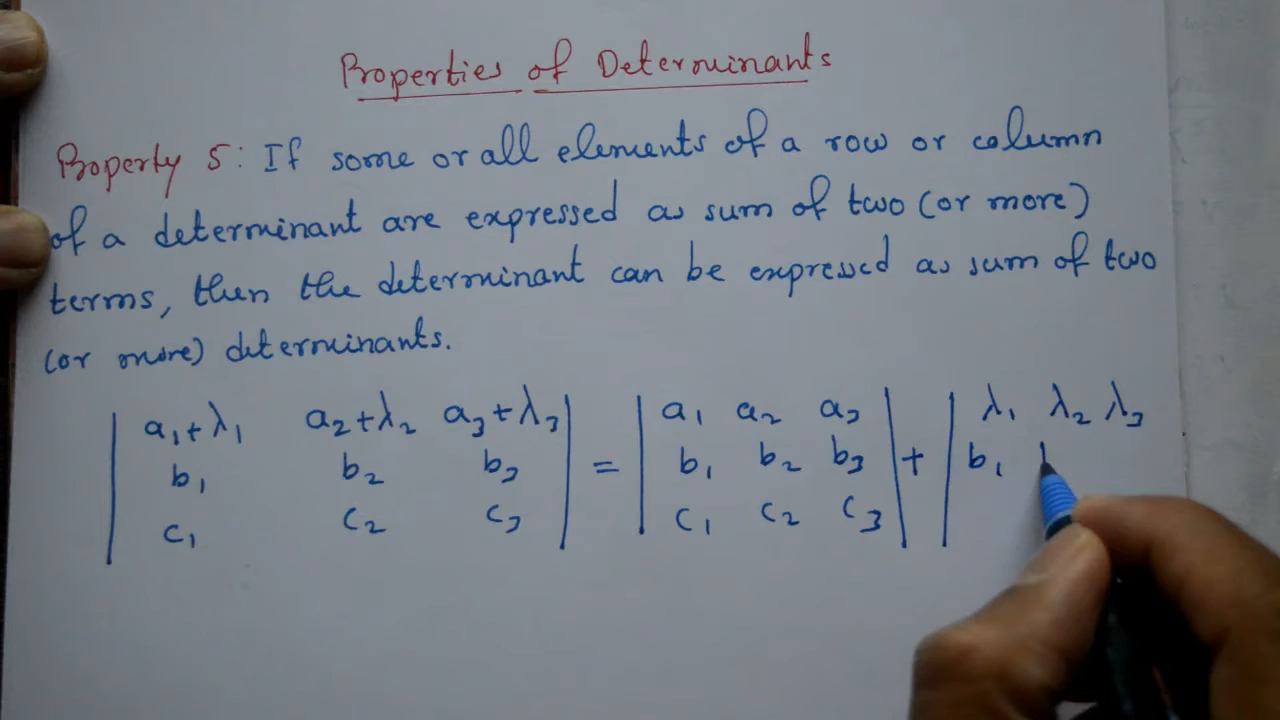 Properties of Determinants
Property 5: If some or all elements of a row or column
of a determinant are expressed as sum of two (or more)
terms, then the determinant can be expressed as sum of two
(or more) determinants.
| a₁+λ₁ a₂+λ₂ a₃+λ₃ | = | a₁ a₂ a₃ | + | λ₁ λ₂ λ₃
| b₁ b₂ b₃ | = | b₁ b₂ b₃ | + | b₁
| c₁ c₂ c₃ | | c₁ c₂ c₃ | |